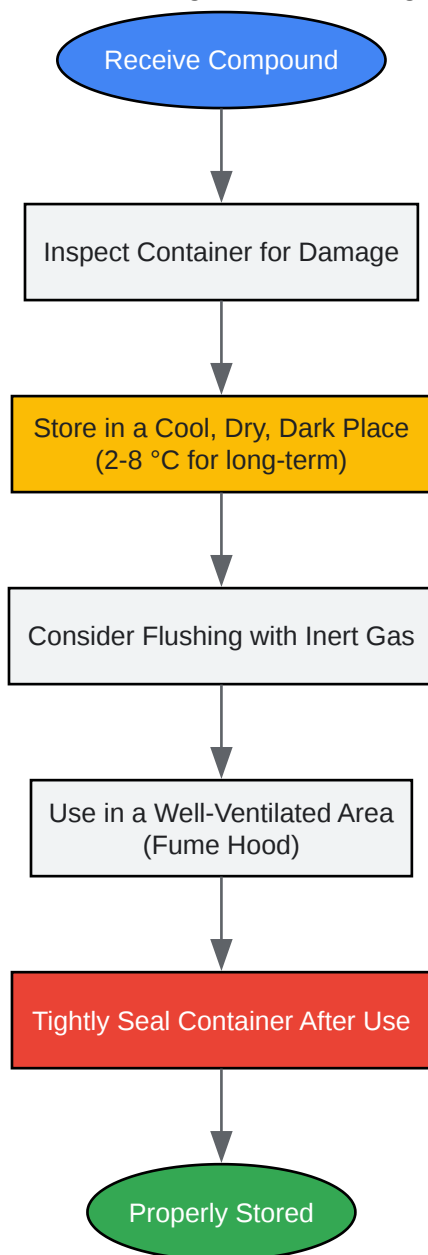 Receive Compound
Inspect Container for Damage
Store in a Cool, Dry, Dark Place
(2-8 °C for long-term)
Consider Flushing with Inert Gas
Use in a Well-Ventilated Area
(Fume Hood)
Tightly Seal Container After Use
Properly Stored